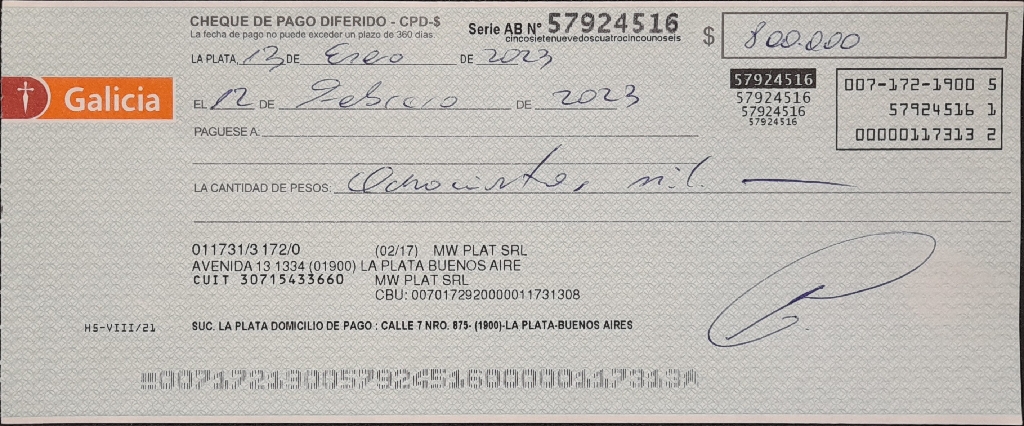 CHEQUE DE PAGO DIFERIDO - CPD-$
La fecha de pago no puede exceder un plazo de 360 días.
Serie AB Nº 57924516
cincosietenuevedoscuatrocincounoseis
$ 800.000
LA PLATA, 13 DE Enero DE 2023
Galicia
EL 12 DE Febrero DE 2023
57924516
57924516
57924516
57924516
007-172-1900 5
57924516 1
00000117313 2
PAGUESE A:
LA CANTIDAD DE PESOS: Ochocientos mil
011731/3 172/0 (02/17) MW PLAT SRL
AVENIDA 13 1334 (01900) LA PLATA BUENOS AIRE
CUIT 30715433660 MW PLAT SRL
CBU: 0070172920000011731308
HS-VIII/21
SUC. LA PLATA DOMICILIO DE PAGO : CALLE 7 NRO. 875- (1900)-LA PLATA-BUENOS AIRES
00717219005792451600000117313